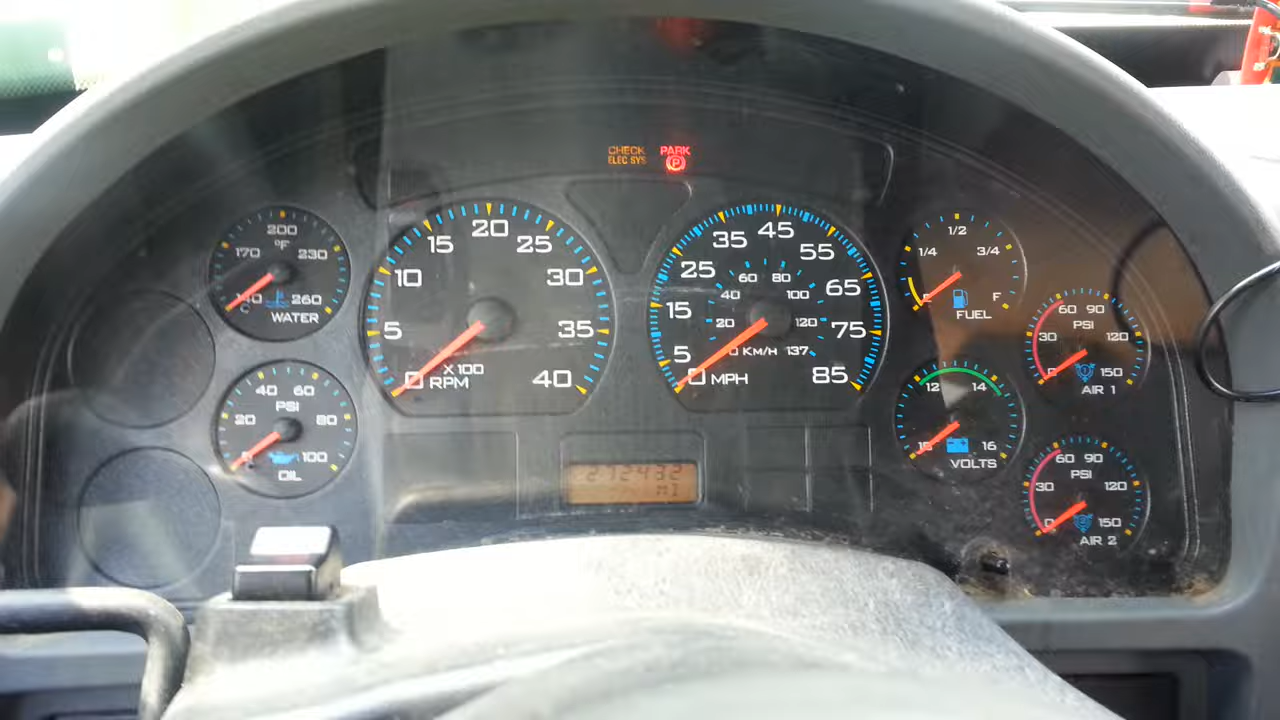 CHECK
ELEC SYS
PARK
P
200
°F
170
230
140
260
C
WATER
40
60
PSI
20
80
100
OIL
20
15
25
10
30
5
35
X 100
0
RPM
40
45
35
55
25
65
15
75
5
85
60
80
40
100
20
120
0 KM/H 137
0 MPH
272432
MI
1/2
1/4
3/4
F
FUEL
12
14
16
VOLTS
60
90
PSI
30
120
0
150
AIR 1
60
90
PSI
30
120
0
150
AIR 2